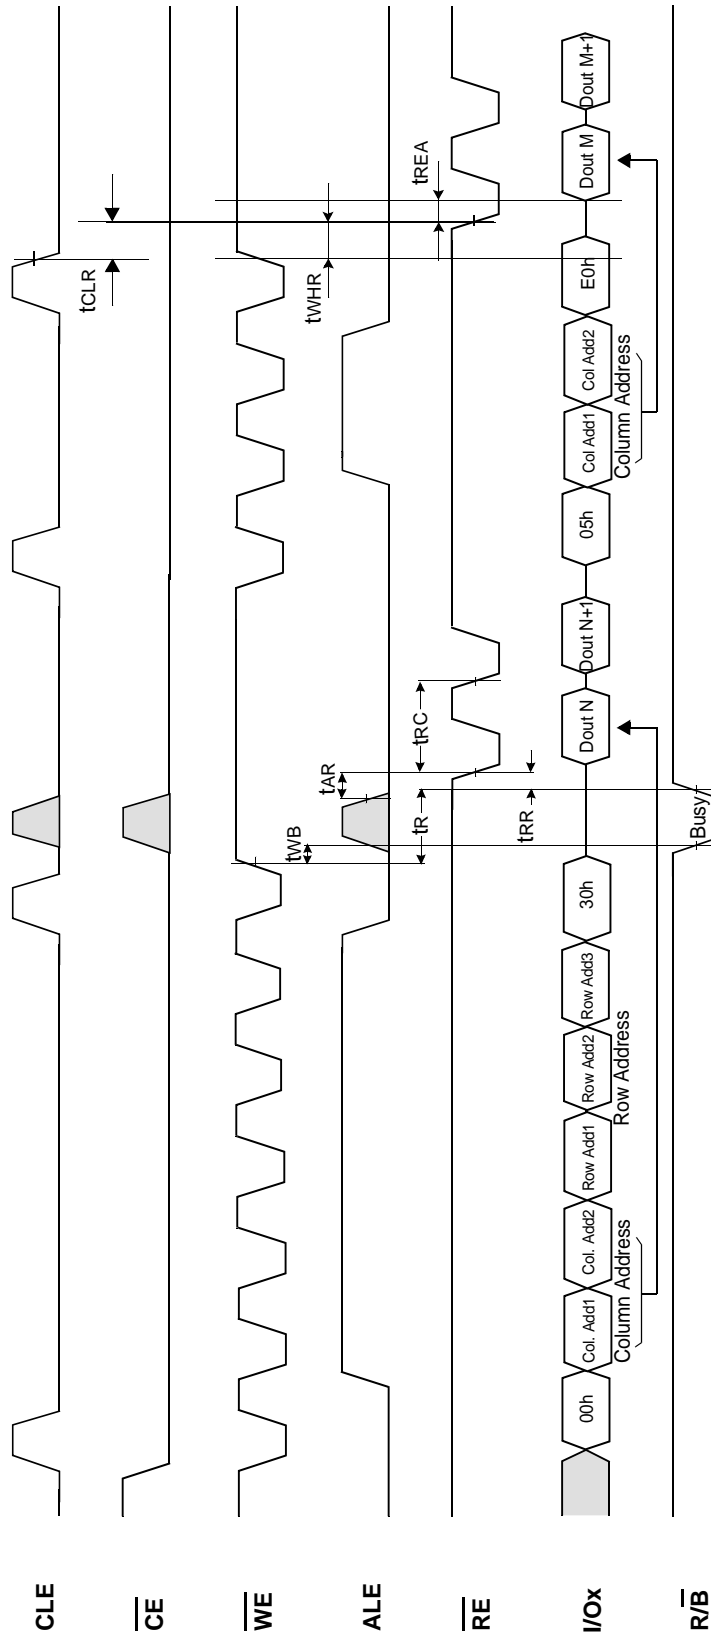 CLE
tCLR
CE
WE
tWB
tWHR
ALE
tAR
tR
tRC
tREA
RE
tRR
I/Ox
00h
Col. Add1
Col. Add2
Row Add1
Row Add2
Row Add3
30h
Dout N
Dout N+1
05h
Col Add1
Col Add2
E0h
Dout M
Dout M+1
Column Address
Row Address
Column Address
R/B
Busy